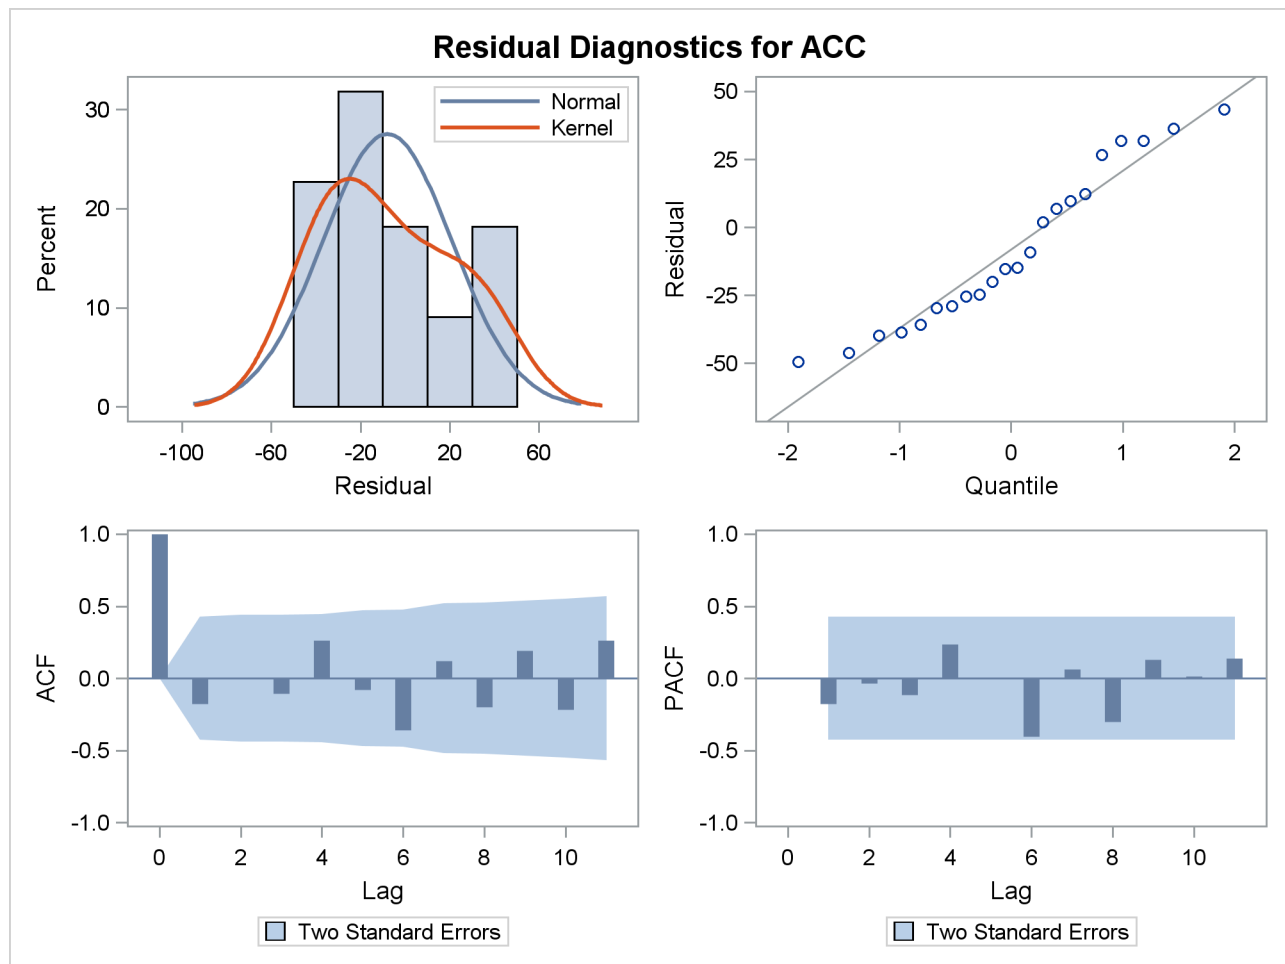 Residual Diagnostics for ACC
Percent
30
20
10
0
Normal
Kernel
-100 -60 -20 20 60
Residual
Residual
50
25
0
-25
-50
-2 -1 0 1 2
Quantile
ACF
1.0
0.5
0.0
-0.5
-1.0
0 2 4 6 8 10
Lag
Two Standard Errors
PACF
1.0
0.5
0.0
-0.5
-1.0
0 2 4 6 8 10
Lag
Two Standard Errors